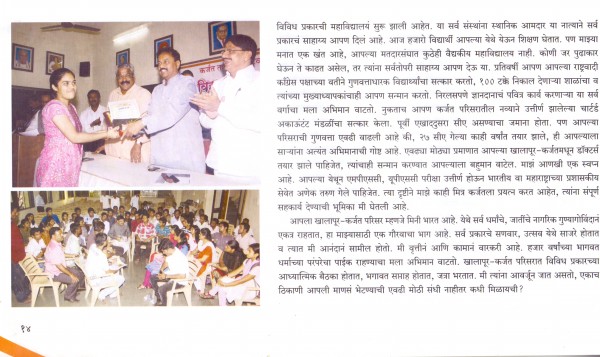 विविध प्रकारची महाविद्यालयं सुरू झाली आहेत. या सर्व संस्थांना स्थानिक आमदार या नात्याने सर्व
प्रकारचं साहाय्य आपण दिलं आहे. आज हजारो विद्यार्थी आपल्या येथे येऊन शिक्षण घेतात. पण माझ्या
मनात एक खंत आहे, आपल्या मतदारसंघात कुठेही वैद्यकीय महाविद्यालय नाही. कोणी जर पुढाकार
घेऊन ते काढत असेल, तर त्यांना सर्वतोपरी साहाय्य आपण देऊ या. प्रतिवर्षी आपण आपल्या राष्ट्रवादी
काँग्रेस पक्षाच्या वतीने गुणवत्ताधारक विद्यार्थ्यांचा सत्कार करतो, १०० टक्के निकाल देणाऱ्या शाळांचा व
त्यांच्या मुख्याध्यापकांचाही आपण सन्मान करतो. निरलसपणे ज्ञानदानाचं पवित्र कार्य करणाऱ्या या सर्व
वर्गाचा मला अभिमान वाटतो. नुकताच आपण कर्जत परिसरातील नव्याने उत्तीर्ण झालेल्या चार्टर्ड
अकाऊंटंट मंडळींचा सत्कार केला. पूर्वी एखाददुसरा सीए असण्याचा जमाना होता. पण आपल्या
परिसराची गुणवत्ता एवढी वाढली आहे की, २७ सीए गेल्या काही वर्षांत तयार झाले, ही आपल्याला
साऱ्यांना अत्यंत अभिमानाची गोष्ट आहे. एवढ्या मोठ्या प्रमाणात आपल्या खालापूर-कर्जतमधून डॉक्टर्स
तयार झाले पाहिजेत, त्यांचाही सन्मान करण्यात आपल्याला बहुमान वाटेल. माझं आणखी एक स्वप्न
आहे. आपल्या येथून एमपीएससी, यूपीएससी परीक्षा उत्तीर्ण होऊन भारतीय वा महाराष्ट्राच्या प्रशासकीय
सेवेत अनेक तरुण गेले पाहिजेत. त्या दृष्टीने माझे काही मित्र कर्जतला प्रयत्न करत आहेत, त्यांना संपूर्ण
सहकार्य देण्याची भूमिका मी घेतली आहे.
आपला खालापूर-कर्जत परिसर म्हणजे मिनी भारत आहे. येथे सर्व धर्मांचे, जातींचे नागरिक गुण्यागोविंदानं
एकत्र राहतात, हा माझ्यासाठी एक गौरवाचा भाग आहे. सर्व प्रकारचे सणवार, उत्सव येथे साजरे होतात
व त्यात मी आनंदानं सामील होतो. मी वृत्तीनं आणि कामानं वारकरी आहे. हजार वर्षांच्या भागवत
धर्माच्या परंपरेचा पाईक राहण्याचा मला अभिमान वाटतो. खालापूर-कर्जत परिसरात विविध प्रकारच्या
आध्यात्मिक बैठका होतात, भागवत सप्ताह होतात, जत्रा भरतात. मी त्यांना आवर्जून जात असतो, एकाच
ठिकाणी आपली माणसं भेटण्याची एवढी मोठी संधी नाहीतर कधी मिळायची?
१४